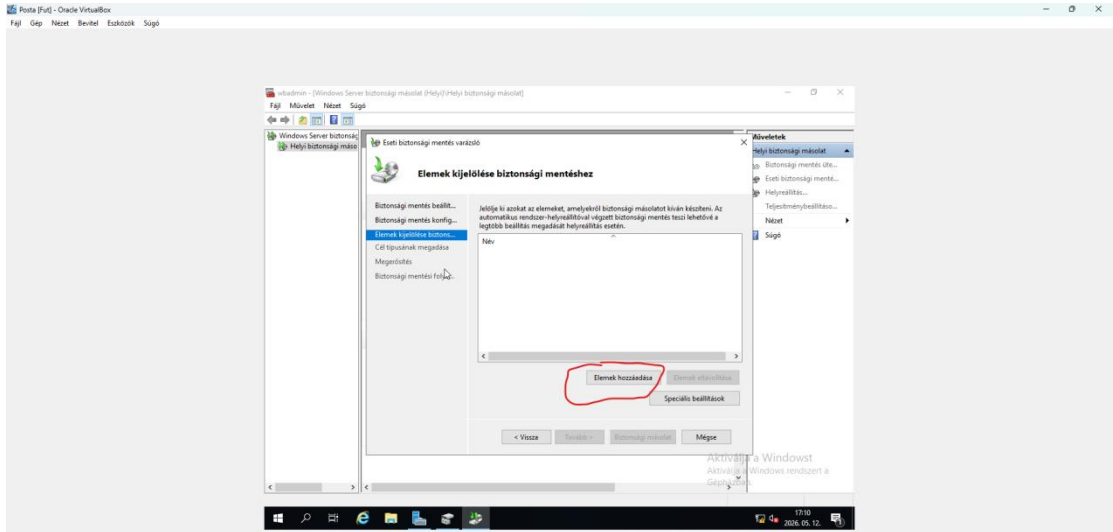 Posta [Fut] - Oracle VirtualBox
Fájl Gép Nézet Bevitel Eszközök Súgó
wbadmin - [Windows Server biztonsági másolat (Helyi)\Helyi biztonsági másolat]
Fájl Művelet Nézet Súgó
Windows Server biztonság
Helyi biztonsági máso
Eseti biztonsági mentés varázsló
Elemek kijelölése biztonsági mentéshez
Biztonsági mentés beállít...
Biztonsági mentés konfig...
Elemek kijelölése biztons...
Cél típusának megadása
Megerősítés
Biztonsági mentési folya...
Jelölje ki azokat az elemeket, amelyekről biztonsági másolatot kíván készíteni. Az
automatikus rendszer-helyreállítóval végzett biztonsági mentés teszi lehetővé a
legtöbb beállítás megadását helyreállítás esetén.
Név
Elemek hozzáadása Elemek eltávolítása
Speciális beállítások
< Vissza Tovább > Biztonsági másolat Mégse
Műveletek
Helyi biztonsági másolat
Biztonsági mentés üte...
Eseti biztonsági menté...
Helyreállítás...
Teljesítménybeállításo...
Nézet
Súgó
Aktiválja a Windowst
Aktiválja a Windows rendszert a
Gépházban.
17:10
2026. 05. 12.